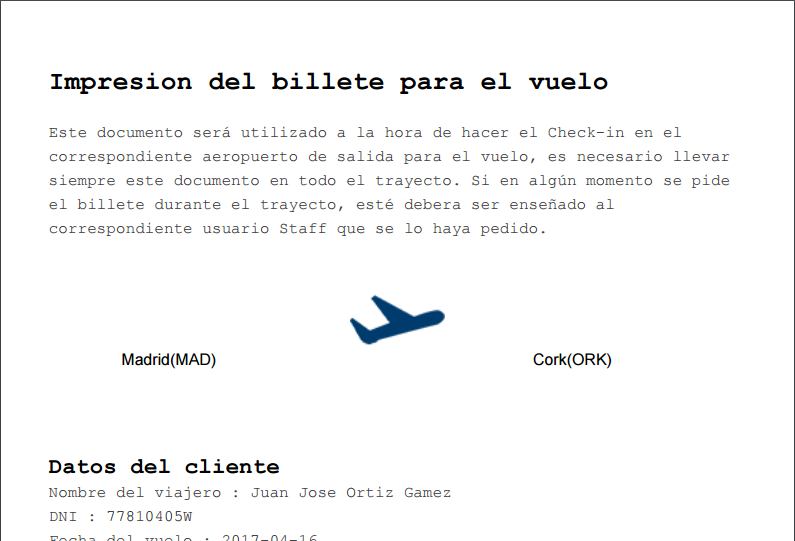 Impresion del billete para el vuelo
Este documento será utilizado a la hora de hacer el Check-in en el
correspondiente aeropuerto de salida para el vuelo, es necesario llevar
siempre este documento en todo el trayecto. Si en algún momento se pide
el billete durante el trayecto, esté debera ser enseñado al
correspondiente usuario Staff que se lo haya pedido.
Madrid(MAD) Cork(ORK)
Datos del cliente
Nombre del viajero : Juan Jose Ortiz Gamez
DNI : 77810405W
Fecha del vuelo : 2017-04-16